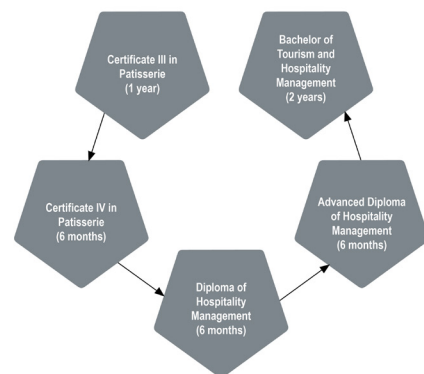 Certificate III in
Patisserie
(1 year)
Certificate IV in
Patisserie
(6 months)
Diploma of
Hospitality
Management
(6 months)
Advanced Diploma
of Hospitality
Management
(6 months)
Bachelor of
Tourism and
Hospitality
Management
(2 years)